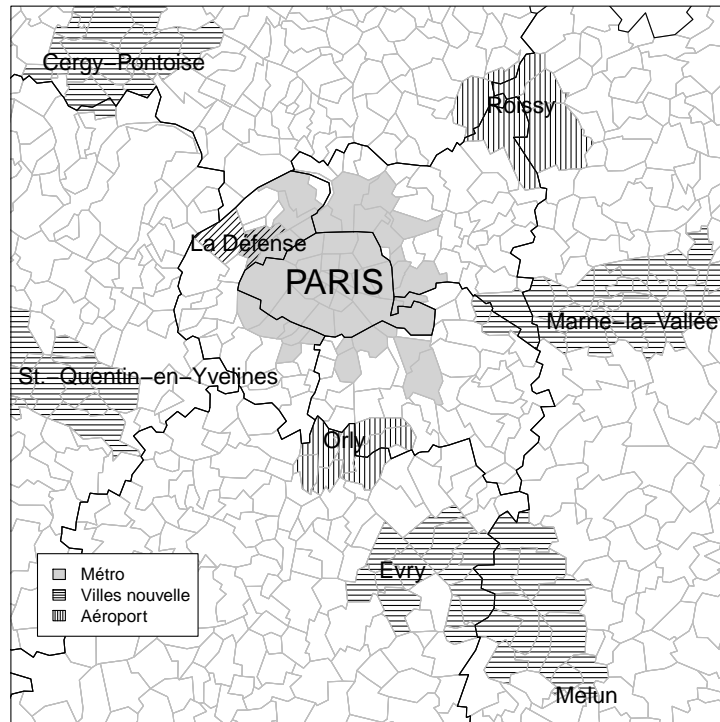 Cergy–Pontoise
Roissy
La Défense
PARIS
Marne–la–Vallée
St. Quentin–en–Yvelines
Orly
Evry
Métro
Villes nouvelle
Aéroport
Melun